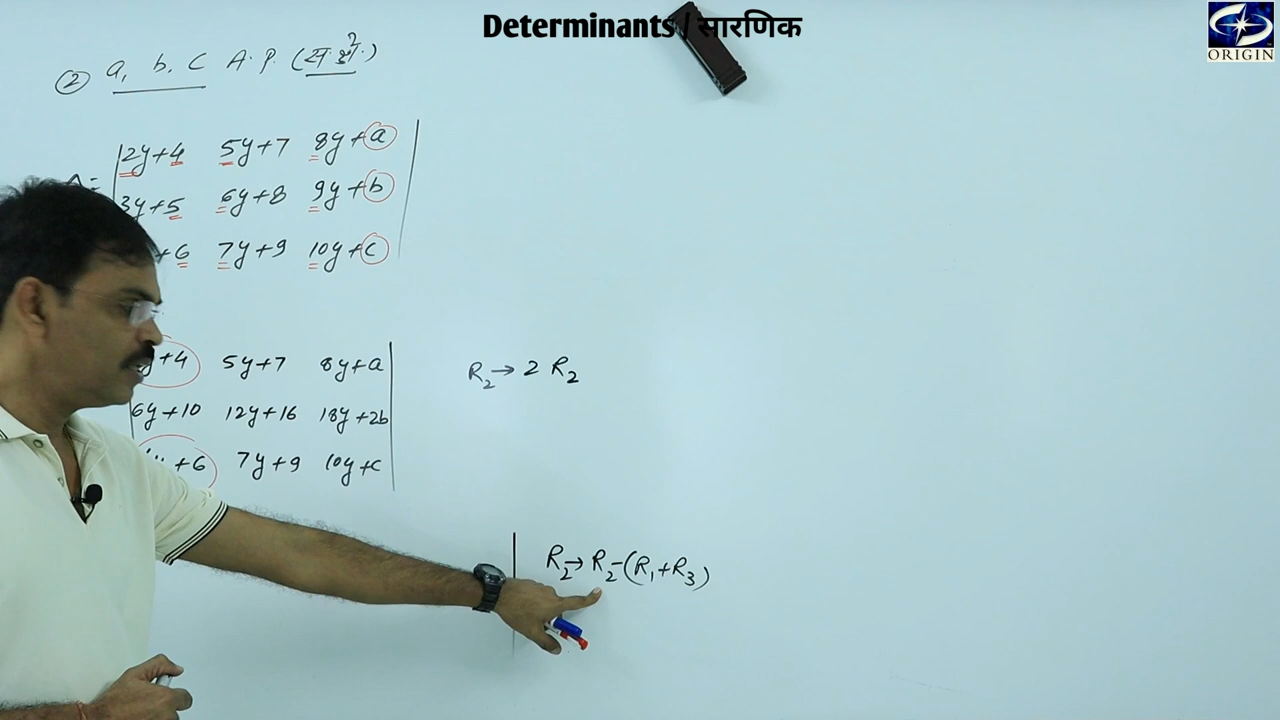 Determinants / सारणिक
ORIGIN
② a, b, c A.P. (स.श्रे.)
2y+4 5y+7 8y+a
3y+5 6y+8 9y+b
+6 7y+9 10y+c
+4 5y+7 8y+a
R₂→ 2 R₂
6y+10 12y+16 18y+2b
+6 7y+9 10y+c
R₂→ R₂-(R₁+R₃)